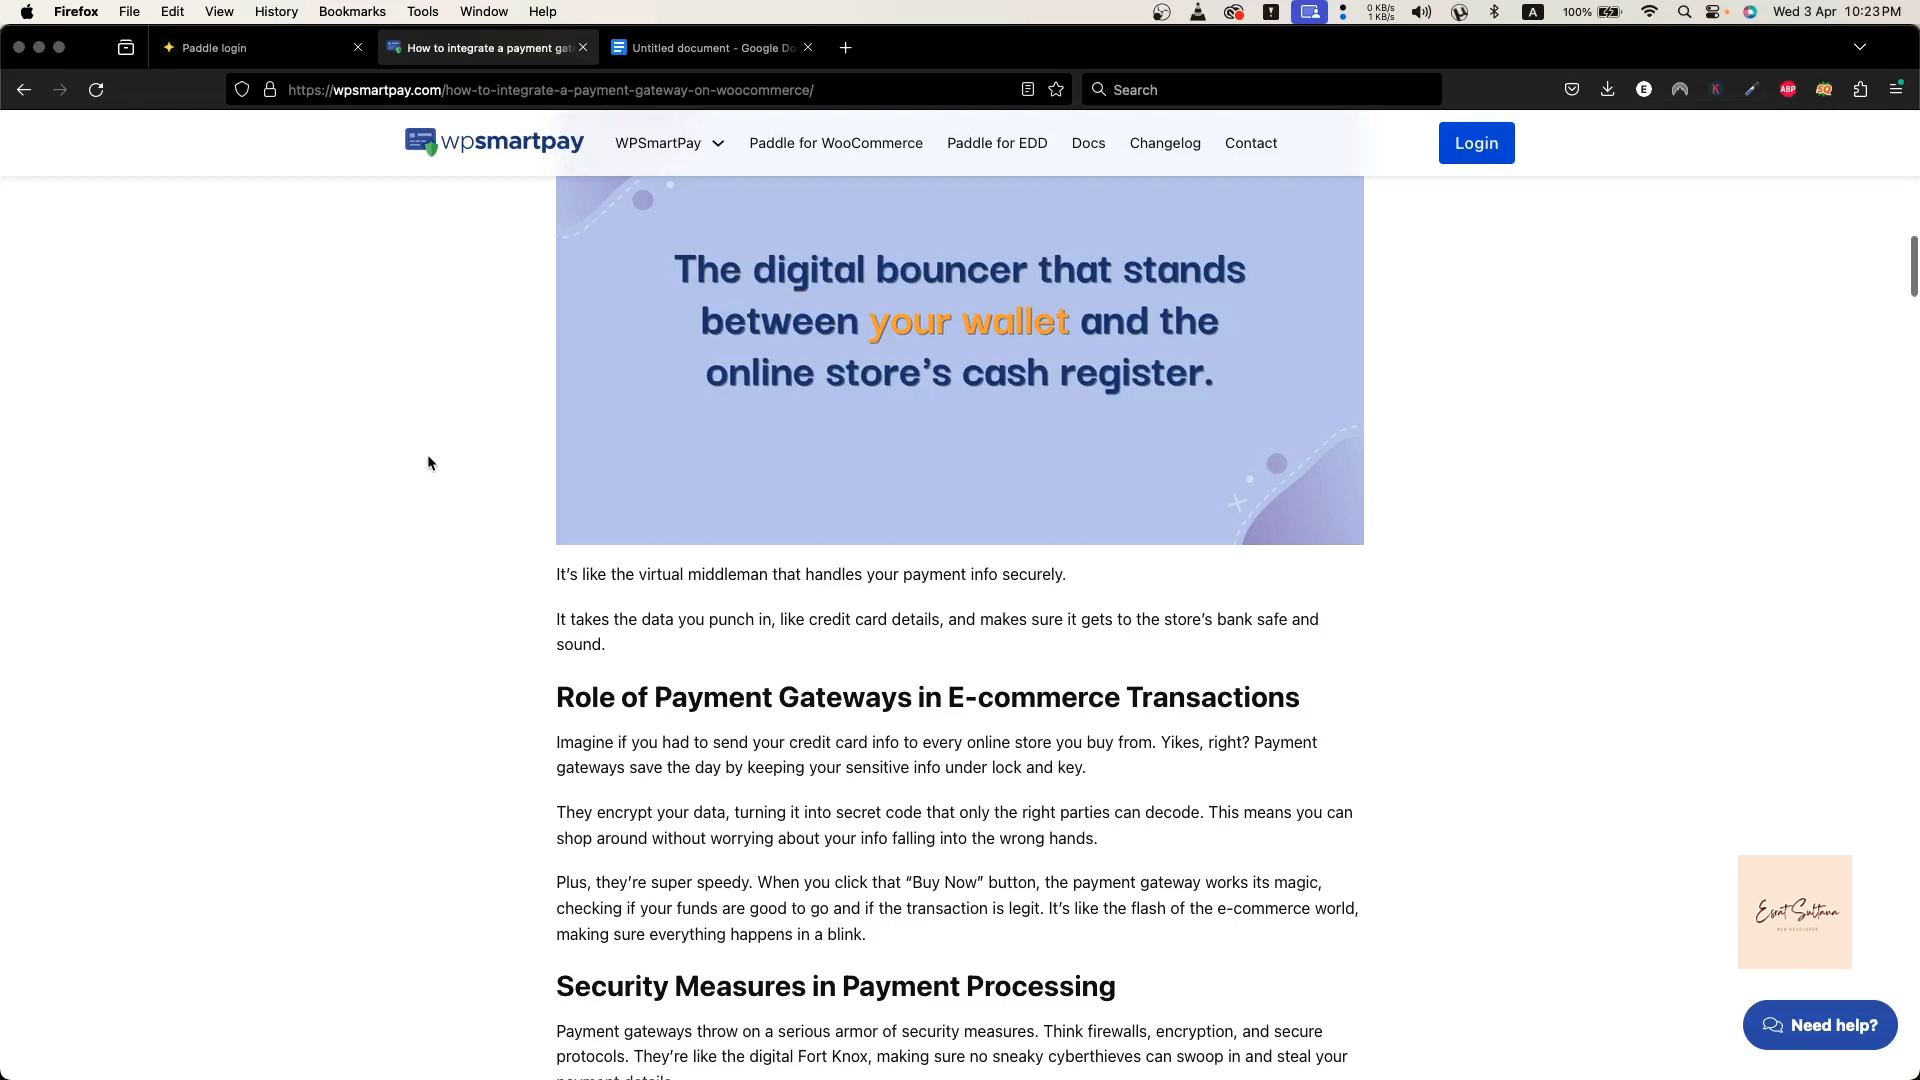 Firefox File Edit View History Bookmarks Tools Window Help
0 KB/s
1 KB/s
A 100% Wed 3 Apr 10:23 PM
Paddle login
How to integrate a payment gat
Untitled document - Google Do
https://wpsmartpay.com/how-to-integrate-a-payment-gateway-on-woocommerce/
Search
E
K
ABP
SQ
wpsmartpay
WPSmartPay
Paddle for WooCommerce
Paddle for EDD
Docs
Changelog
Contact
Login
The digital bouncer that stands
between your wallet and the
online store’s cash register.
It’s like the virtual middleman that handles your payment info securely.
It takes the data you punch in, like credit card details, and makes sure it gets to the store’s bank safe and
sound.
Role of Payment Gateways in E-commerce Transactions
Imagine if you had to send your credit card info to every online store you buy from. Yikes, right? Payment
gateways save the day by keeping your sensitive info under lock and key.
They encrypt your data, turning it into secret code that only the right parties can decode. This means you can
shop around without worrying about your info falling into the wrong hands.
Plus, they’re super speedy. When you click that “Buy Now” button, the payment gateway works its magic,
checking if your funds are good to go and if the transaction is legit. It’s like the flash of the e-commerce world,
making sure everything happens in a blink.
Esrat Sultana
WEB DEVELOPER
Security Measures in Payment Processing
Need help?
Payment gateways throw on a serious armor of security measures. Think firewalls, encryption, and secure
protocols. They’re like the digital Fort Knox, making sure no sneaky cyberthieves can swoop in and steal your
payment details.